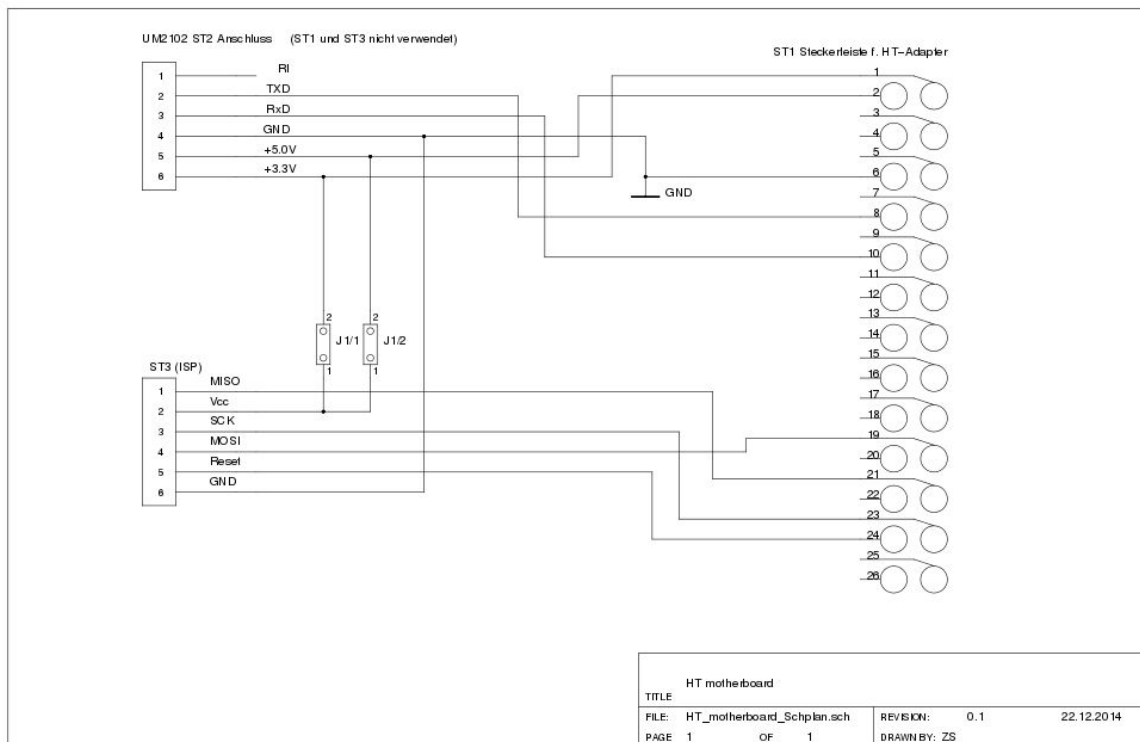 UM2102 ST2 Anschluss (ST1 und ST3 nicht verwendet)
ST1 Steckerleiste f. HT-Adapter
1 RI
2 TXD
3 RxD
4 GND
5 +5.0V
6 +3.3V
GND
1
2
3
4
5
6
7
8
9
10
11
12
13
14
15
16
17
18
19
20
21
22
23
24
25
26
2 2
J1/1 J1/2
1 1
ST3 (ISP)
1 MISO
2 Vcc
3 SCK
4 MOSI
5 Reset
6 GND
TITLE HT motherboard
FILE: HT_motherboard_Schplan.sch REVISION: 0.1 22.12.2014
PAGE 1 OF 1 DRAWN BY: ZS